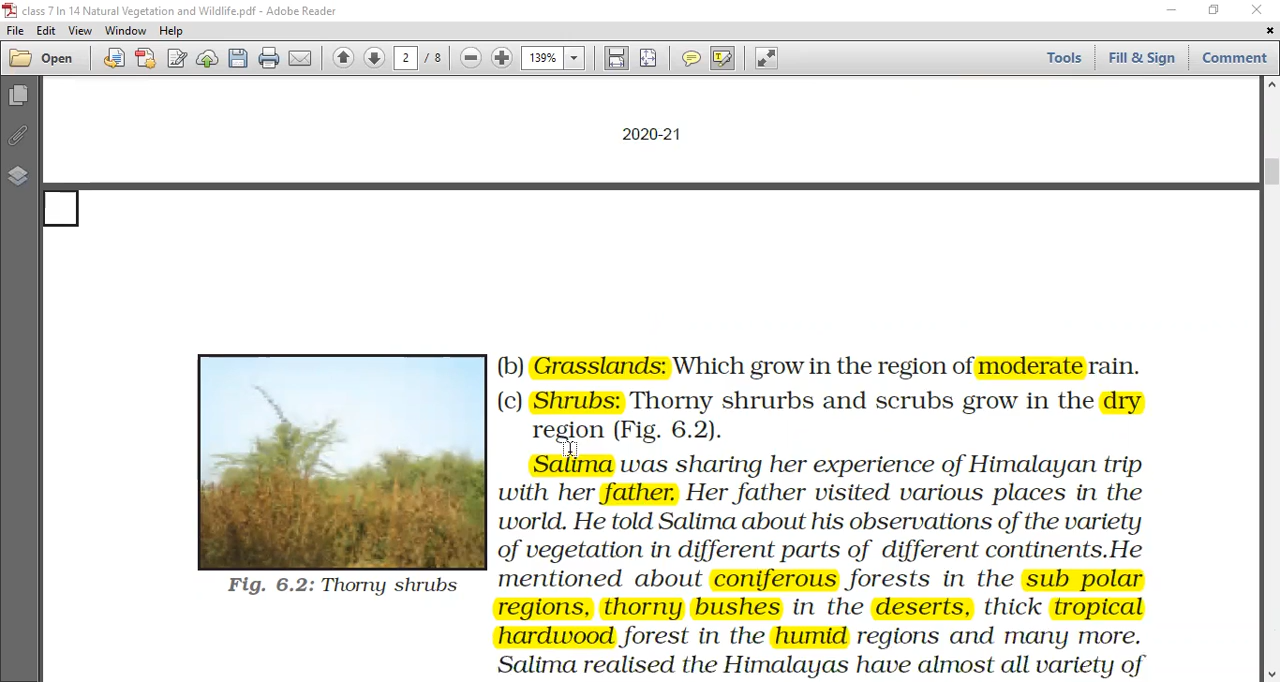 class 7 ln 14 Natural Vegetation and Wildlife.pdf - Adobe Reader
File Edit View Window Help
Open 2 / 8 139% Tools Fill & Sign Comment
2020-21
(b) Grasslands: Which grow in the region of moderate rain.
(c) Shrubs: Thorny shrurbs and scrubs grow in the dry
region (Fig. 6.2).
Salima was sharing her experience of Himalayan trip
with her father. Her father visited various places in the
world. He told Salima about his observations of the variety
of vegetation in different parts of different continents.He
mentioned about coniferous forests in the sub polar
regions, thorny bushes in the deserts, thick tropical
hardwood forest in the humid regions and many more.
Salima realised the Himalayas have almost all variety of
Fig. 6.2: Thorny shrubs